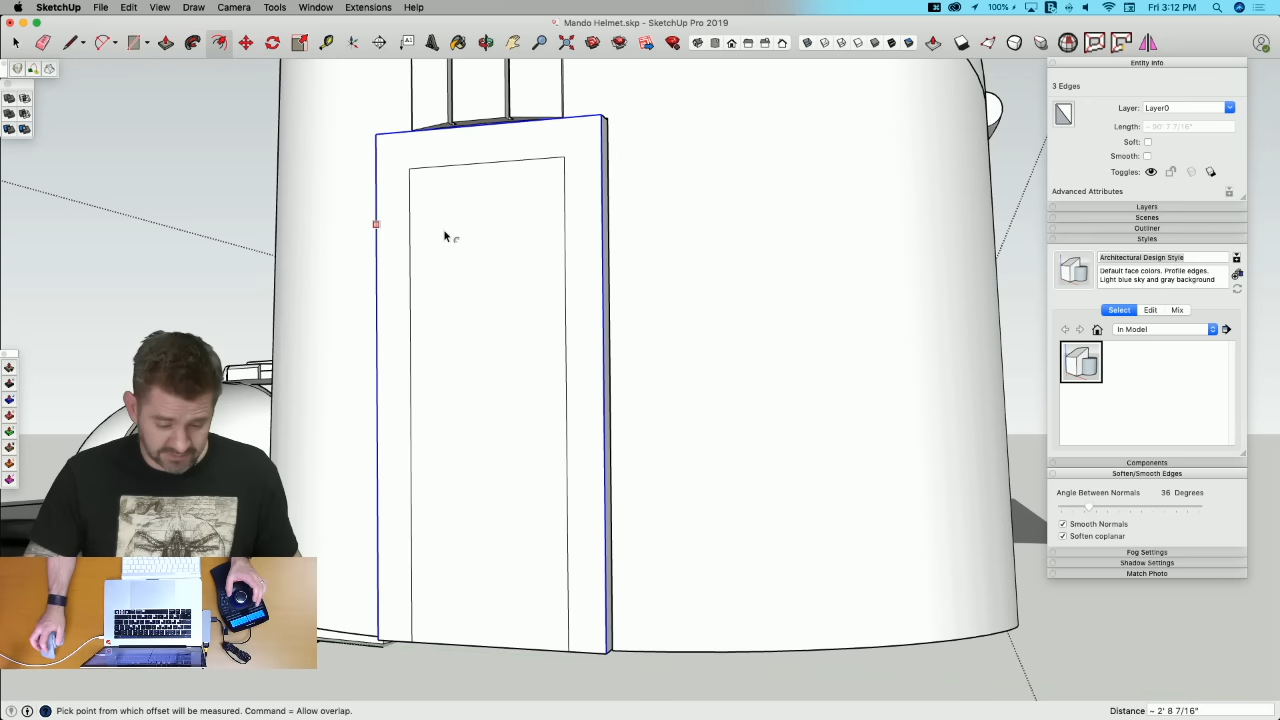 SketchUp File Edit View Camera Draw Tools Window Extensions Help
100% Fri 3:12 PM
Mando Helmet.skp - SketchUp Pro 2019
Entity Info
3 Edges
Layer: Layer0
Length: ~ 90' 7 7/16"
Soft:
Smooth:
Toggles:
Advanced Attributes
Layers
Scenes
Outliner
Styles
Architectural Design Style
Default face colors. Profile edges.
Light blue sky and gray background
Select Edit Mix
In Model
Components
Soften/Smooth Edges
Angle Between Normals 36 Degrees
Smooth Normals
Soften coplanar
Fog Settings
Shadow Settings
Match Photo
Pick point from which offset will be measured. Command = Allow overlap.
Distance ~ 2' 8 7/16"